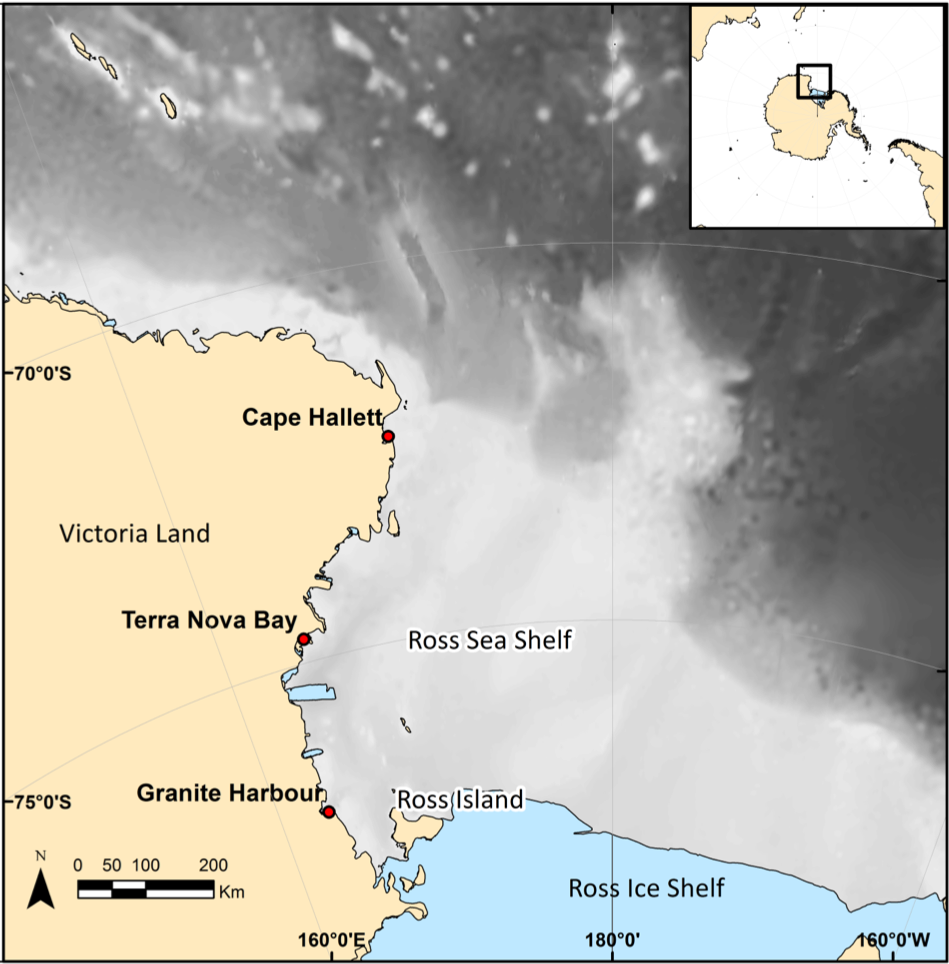 70°0'S
Cape Hallett
Victoria Land
Terra Nova Bay
Ross Sea Shelf
75°0'S
Granite Harbour
Ross Island
N
0 50 100 200
Km
Ross Ice Shelf
160°0'E
180°0'
160°0'W